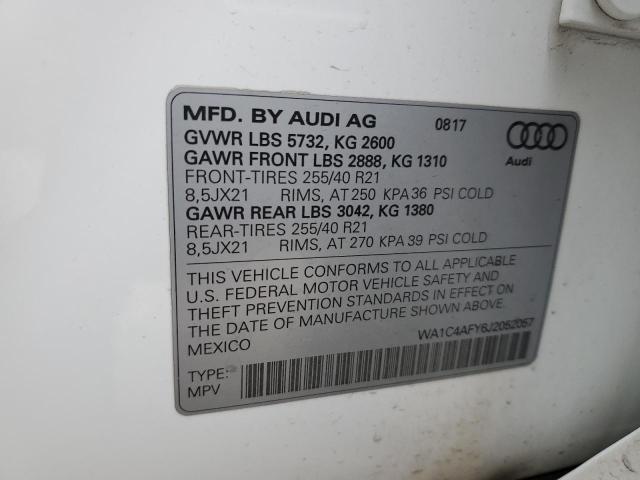 MFD. BY AUDI AG 0817
GVWR LBS 5732, KG 2600
GAWR FRONT LBS 2888, KG 1310
FRONT-TIRES 255/40 R21
8,5JX21 RIMS, AT 250 KPA 36 PSI COLD
GAWR REAR LBS 3042, KG 1380
REAR-TIRES 255/40 R21
8,5JX21 RIMS, AT 270 KPA 39 PSI COLD
Audi
THIS VEHICLE CONFORMS TO ALL APPLICABLE
U.S. FEDERAL MOTOR VEHICLE SAFETY AND
THEFT PREVENTION STANDARDS IN EFFECT ON
THE DATE OF MANUFACTURE SHOWN ABOVE.
MEXICO
WA1C4AFY6J2052057
TYPE:
MPV